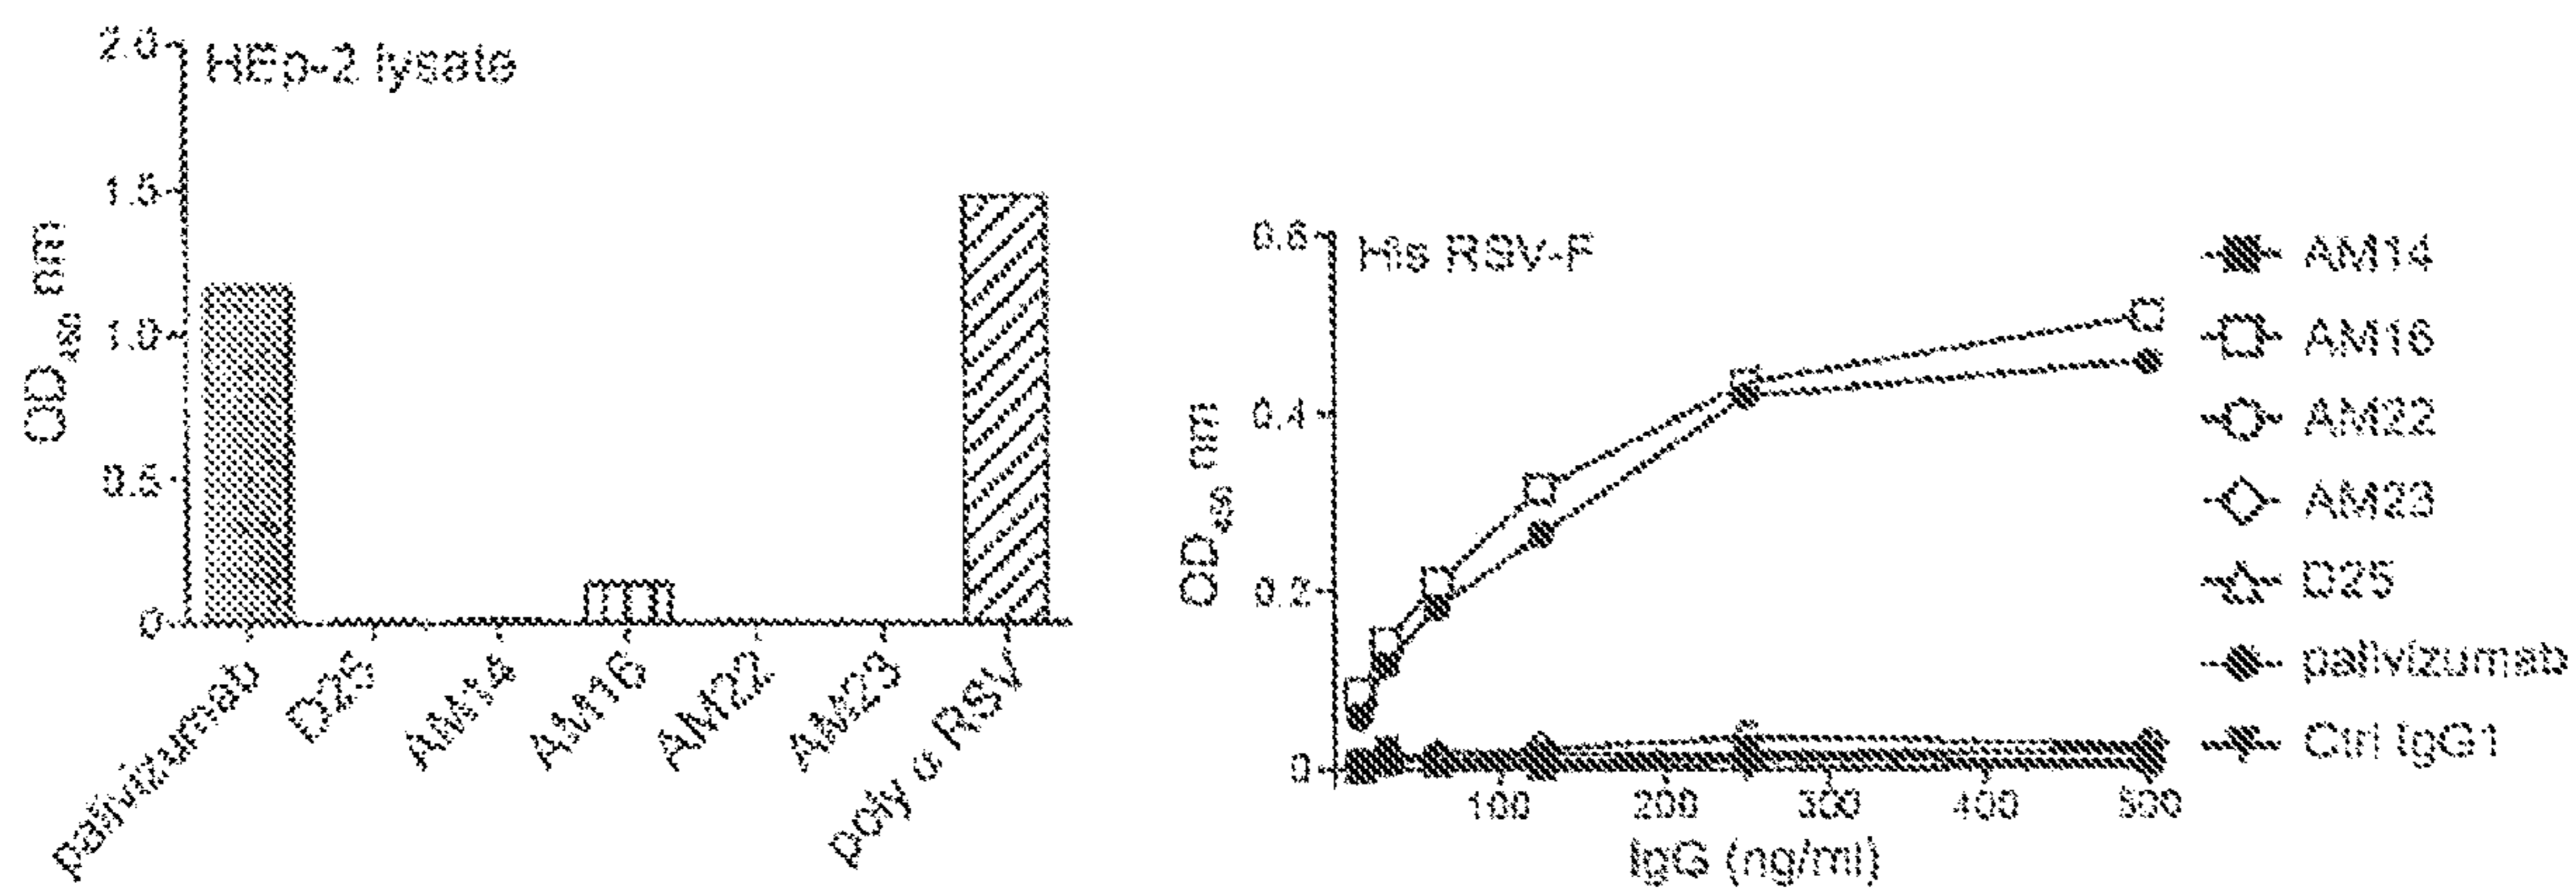 2.0
HEp-2 lysate
1.5
1.0
0.5
0
OD450 nm
palivizumab
D25
AM14
AM16
AM22
AM23
poly α RSV
0.6
His RSV-F
0.4
0.2
0
OD nm
100 200 300 400 500
IgG (ng/ml)
AM14
AM16
AM22
AM23
D25
palivizumab
Ctrl IgG1